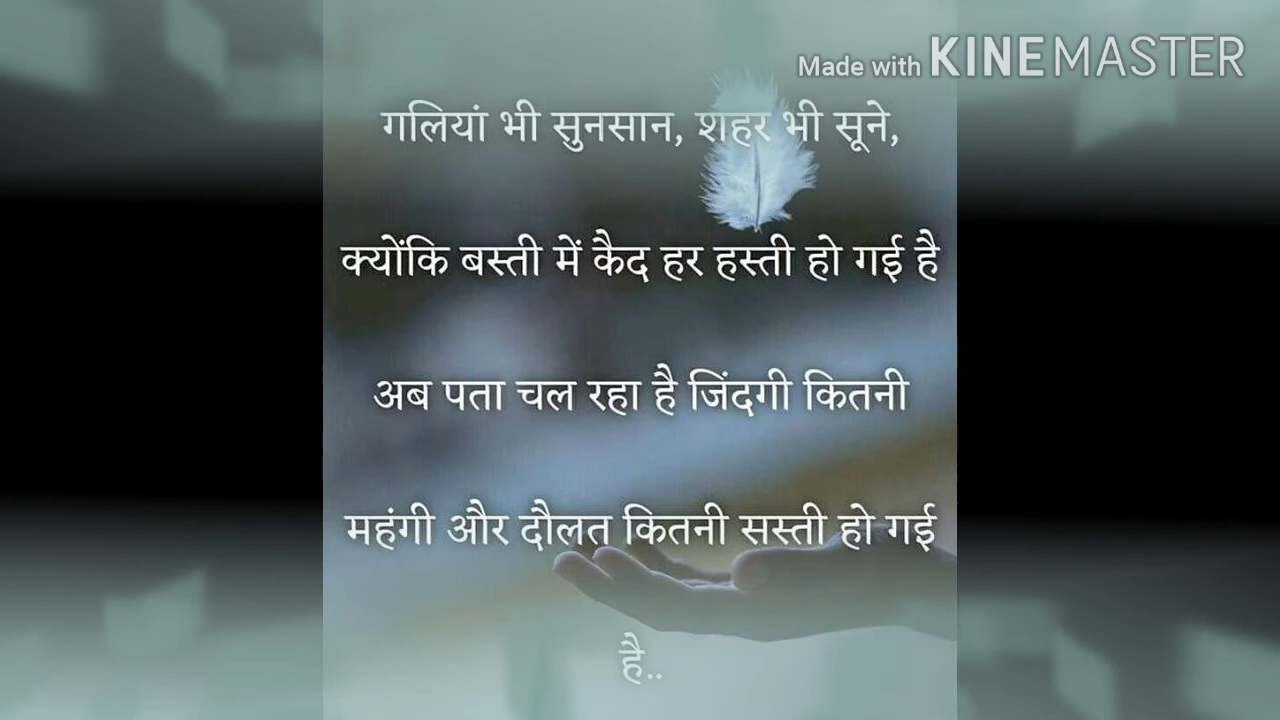 Made with KINEMASTER
गलियां भी सुनसान, शहर भी सूने,
क्योंकि बस्ती में कैद हर हस्ती हो गई है
अब पता चल रहा है जिंदगी कितनी
महंगी और दौलत कितनी सस्ती हो गई
है..